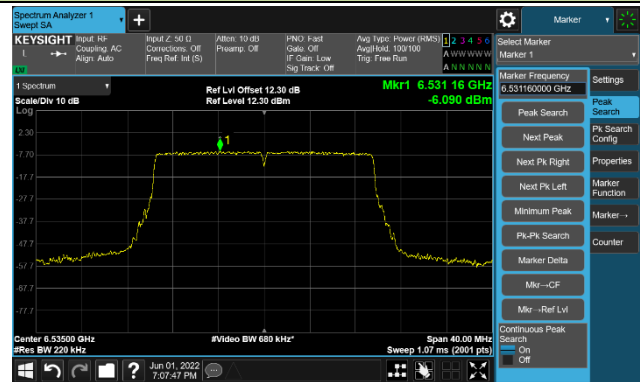 Spectrum Analyzer 1
Swept SA
Marker
KEYSIGHT
L
Input: RF
Coupling: AC
Align: Auto
Input Z: 50 Ω
Corrections: Off
Freq Ref: Int (S)
Atten: 10 dB
Preamp: Off
PNO: Fast
Gate: Off
IF Gain: Low
Sig Track: Off
Avg Type: Power (RMS)
Avg|Hold: 100/100
Trig: Free Run
1 2 3 4 5 6
A W W W W W
A N N N N N
LM
1 Spectrum
Scale/Div 10 dB
Log
Ref Lvl Offset 12.30 dB
Ref Level 12.30 dBm
Mkr1 6.531 16 GHz
-6.090 dBm
2.30
-7.70
-17.7
-27.7
-37.7
-47.7
-57.7
-67.7
-77.7
1
Center 6.53500 GHz
#Res BW 220 kHz
#Video BW 680 kHz*
Span 40.00 MHz
Sweep 1.07 ms (2001 pts)
Jun 01, 2022
7:07:47 PM
Select Marker
Marker 1
Marker Frequency
6.531160000 GHz
Peak Search
Next Peak
Next Pk Right
Next Pk Left
Minimum Peak
Pk-Pk Search
Marker Delta
Mkr→CF
Mkr→Ref Lvl
Continuous Peak
Search
On
Off
Settings
Peak
Search
Pk Search
Config
Properties
Marker
Function
Marker→
Counter